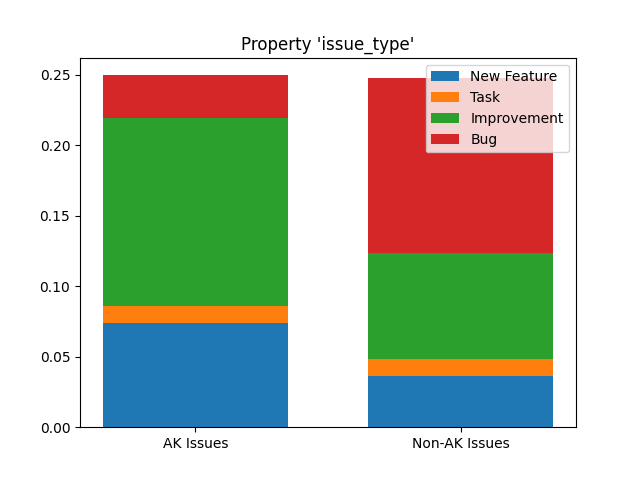 Property 'issue_type'
New Feature
Task
Improvement
Bug
0.25
0.20
0.15
0.10
0.05
0.00
AK Issues
Non-AK Issues